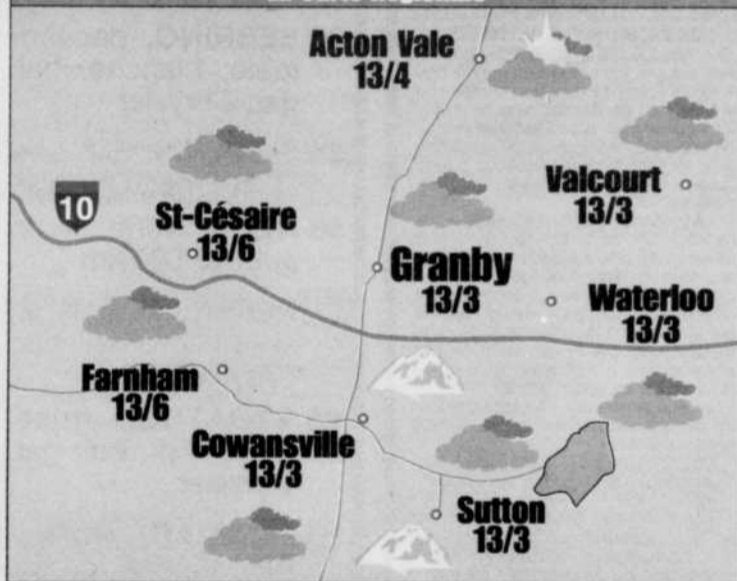 Acton Vale
13/4
Valcourt
13/3
10
St-Césaire
13/6
Granby
13/3
Waterloo
13/3
Farnham
13/6
Cowansville
13/3
Sutton
13/3